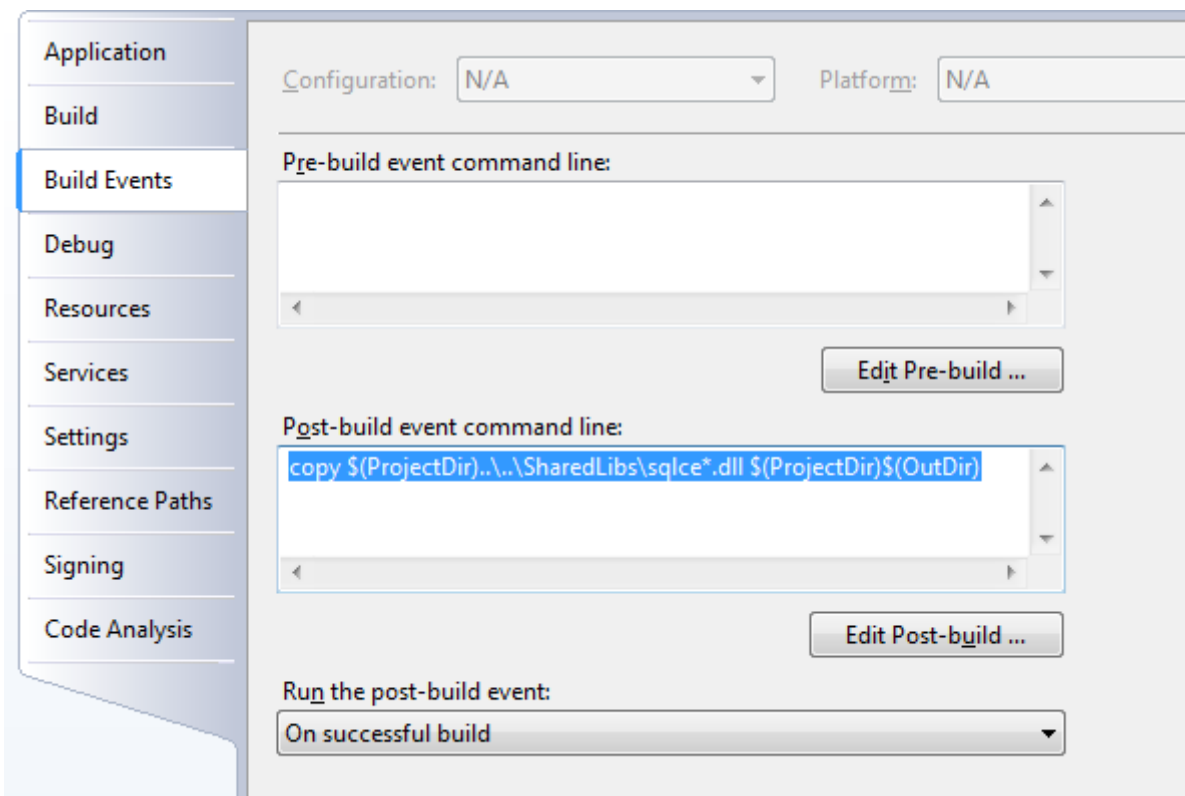 Application
Build
Build Events
Debug
Resources
Services
Settings
Reference Paths
Signing
Code Analysis
Configuration: N/A Platform: N/A
Pre-build event command line:
Edit Pre-build ...
Post-build event command line:
copy $(ProjectDir)..\..\SharedLibs\sqlce*.dll $(ProjectDir)$(OutDir)
Edit Post-build ...
Run the post-build event:
On successful build